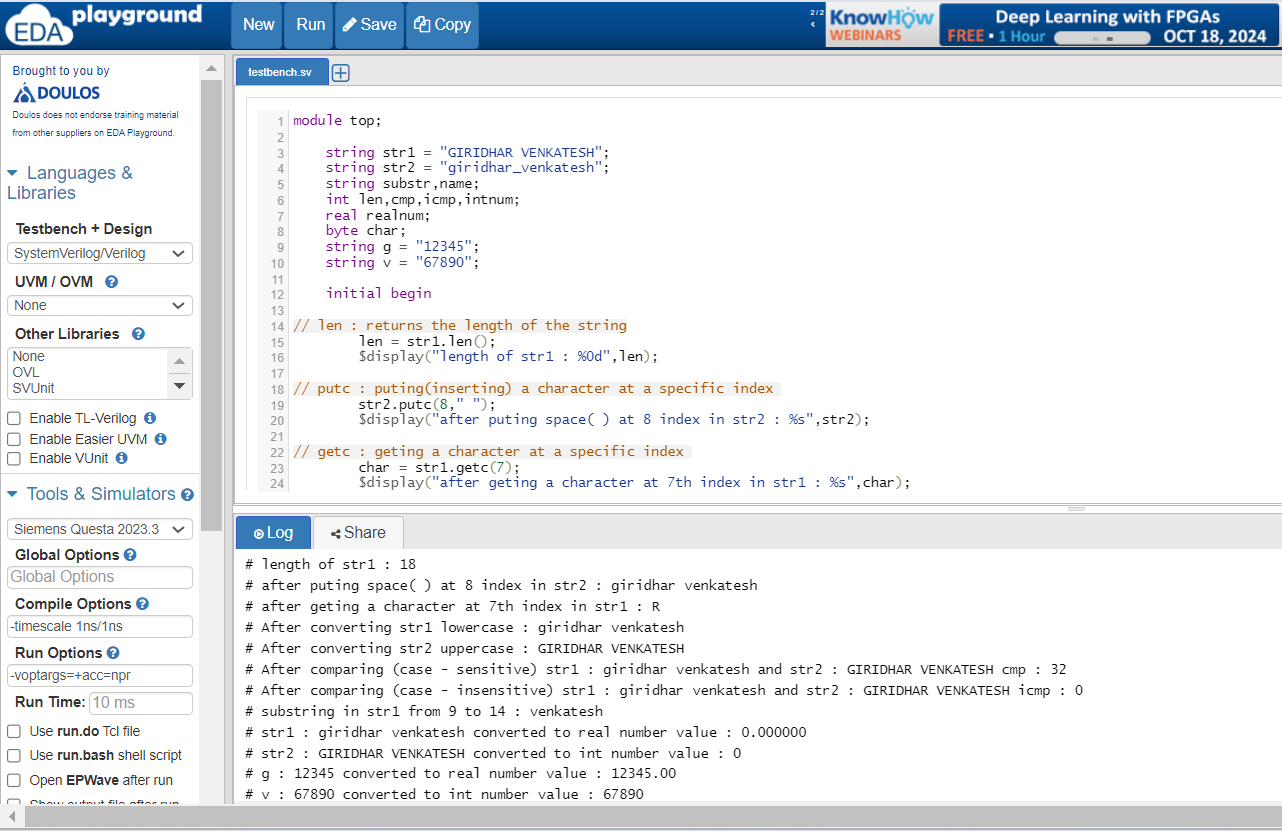 EDA playground
New
Run
Save
Copy
2/2
KnowHow
WEBINARS
Deep Learning with FPGAs
FREE ▪ 1 Hour
OCT 18, 2024
Brought to you by
DOULOS
Doulos does not endorse training material
from other suppliers on EDA Playground.
Languages &
Libraries
Testbench + Design
SystemVerilog/Verilog
UVM / OVM
None
Other Libraries
None
OVL
SVUnit
Enable TL-Verilog
Enable Easier UVM
Enable VUnit
Tools & Simulators
Siemens Questa 2023.3
Global Options
Global Options
Compile Options
-timescale 1ns/1ns
Run Options
-voptargs=+acc=npr
Run Time: 10 ms
Use run.do Tcl file
Use run.bash shell script
Open EPWave after run
Show output file after run
testbench.sv
1 module top;
2
3 string str1 = "GIRIDHAR VENKATESH";
4 string str2 = "giridhar_venkatesh";
5 string substr,name;
6 int len,cmp,icmp,intnum;
7 real realnum;
8 byte char;
9 string g = "12345";
10 string v = "67890";
11
12 initial begin
13
14 // len : returns the length of the string
15 len = str1.len();
16 $display("length of str1 : %0d",len);
17
18 // putc : puting(inserting) a character at a specific index
19 str2.putc(8," ");
20 $display("after puting space( ) at 8 index in str2 : %s",str2);
21
22 // getc : geting a character at a specific index
23 char = str1.getc(7);
24 $display("after geting a character at 7th index in str1 : %s",char);
Log
Share
# length of str1 : 18
# after puting space( ) at 8 index in str2 : giridhar venkatesh
# after geting a character at 7th index in str1 : R
# After converting str1 lowercase : giridhar venkatesh
# After converting str2 uppercase : GIRIDHAR VENKATESH
# After comparing (case - sensitive) str1 : giridhar venkatesh and str2 : GIRIDHAR VENKATESH cmp : 32
# After comparing (case - insensitive) str1 : giridhar venkatesh and str2 : GIRIDHAR VENKATESH icmp : 0
# substring in str1 from 9 to 14 : venkatesh
# str1 : giridhar venkatesh converted to real number value : 0.000000
# str2 : GIRIDHAR VENKATESH converted to int number value : 0
# g : 12345 converted to real number value : 12345.00
# v : 67890 converted to int number value : 67890